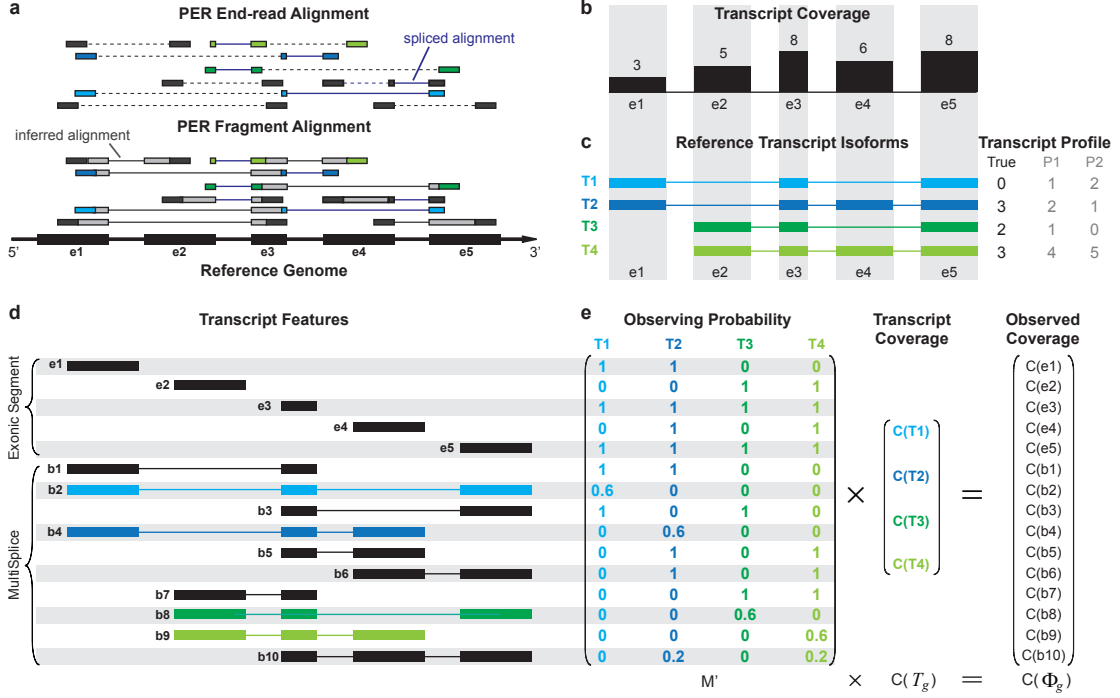 a
PER End-read Alignment
spliced alignment
PER Fragment Alignment
inferred alignment
5' e1 e2 e3 e4 e5 3'
Reference Genome
b
Transcript Coverage
3 5 8 6 8
e1 e2 e3 e4 e5
c
Reference Transcript Isoforms Transcript Profile
True P1 P2
T1 0 1 2
T2 3 2 1
T3 2 1 0
T4 3 4 5
e1 e2 e3 e4 e5
d
Transcript Features
Exonic Segment
e1
e2
e3
e4
e5
MultiSplice
b1
b2
b3
b4
b5
b6
b7
b8
b9
b10
e
Observing Probability
T1 T2 T3 T4
1 1 0 0
0 0 1 1
1 1 1 1
0 1 0 1
1 1 1 1
1 1 0 0
0.6 0 0 0
1 0 1 0
0 0.6 0 0
0 1 0 1
0 1 0 1
0 0 1 1
0 0 0.6 0
0 0 0 0.6
0 0.2 0 0.2
×
Transcript
Coverage
C(T1)
C(T2)
C(T3)
C(T4)
=
Observed
Coverage
C(e1)
C(e2)
C(e3)
C(e4)
C(e5)
C(b1)
C(b2)
C(b3)
C(b4)
C(b5)
C(b6)
C(b7)
C(b8)
C(b9)
C(b10)
M' × C(Tg) = C(Φg)